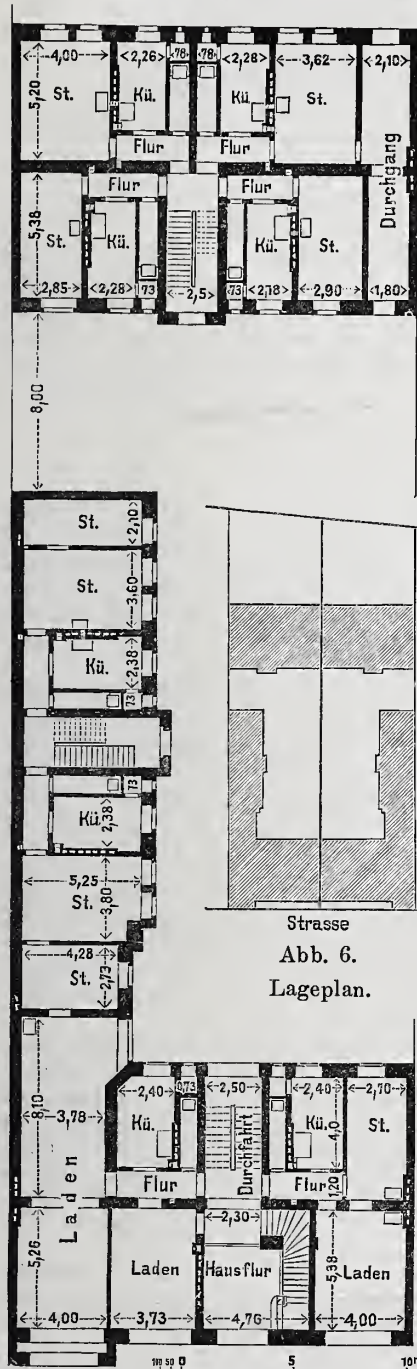 4,00 2,26 78 78 2,28 3,62 2,10
5,20 St. Kü. Kü. St.
Flur Flur
Durchgang
Flur Flur
5,38 St. Kü. Kü. St.
2,85 2,28 73 2,5 73 2,18 2,90 1,80
8,00
St. 2,10
St. 3,60
Kü. 2,38
73
73
Kü. 2,38
5,25
St. 3,80
4,28
St. 2,73
Strasse
Abb. 6.
Lageplan.
8,10 3,78 2,40 0,73 2,50 2,40 2,70
Kü. Durchfahrt Kü. 4,0 St.
Laden Flur Flur 1,20
2,30
5,26 Laden Hausflur 5,38 Laden
4,00 3,73 4,76 4,00
0 5 10